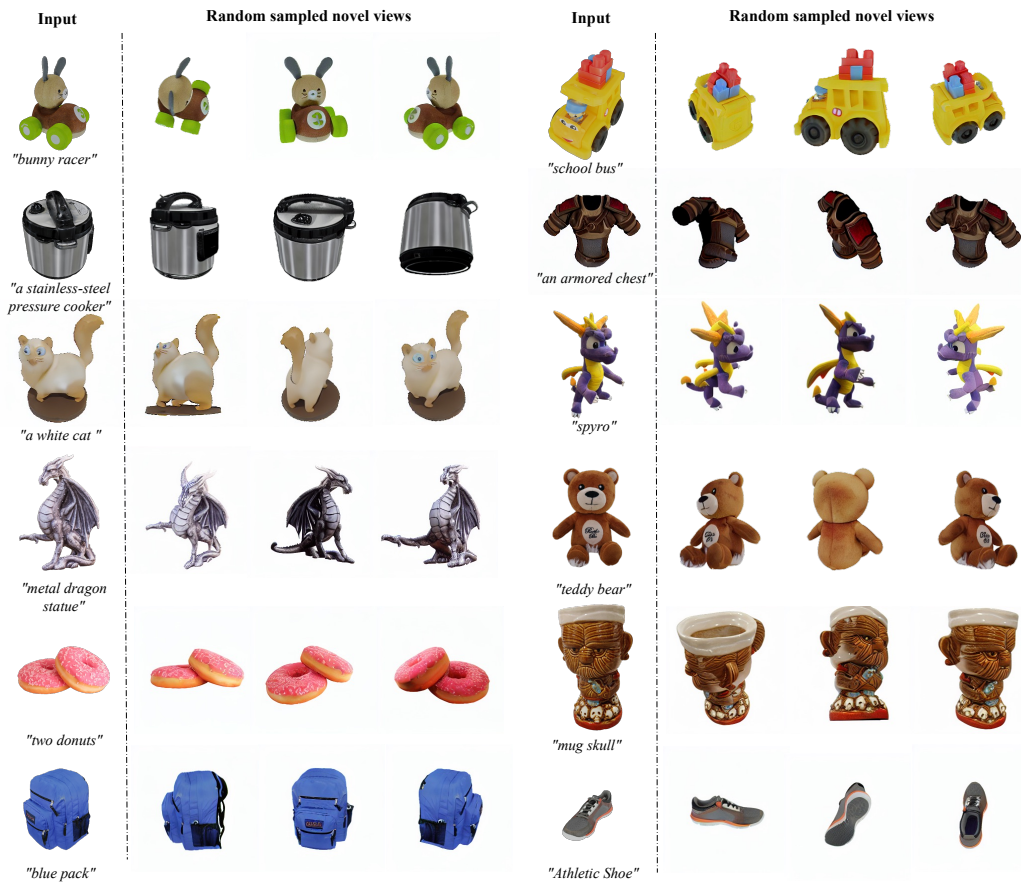 Input
Random sampled novel views
Input
Random sampled novel views
"bunny racer"
"school bus"
"a stainless-steel
pressure cooker"
"an armored chest"
"a white cat "
"spyro"
"metal dragon
statue"
"teddy bear"
"two donuts"
"mug skull"
"blue pack"
"Athletic Shoe"